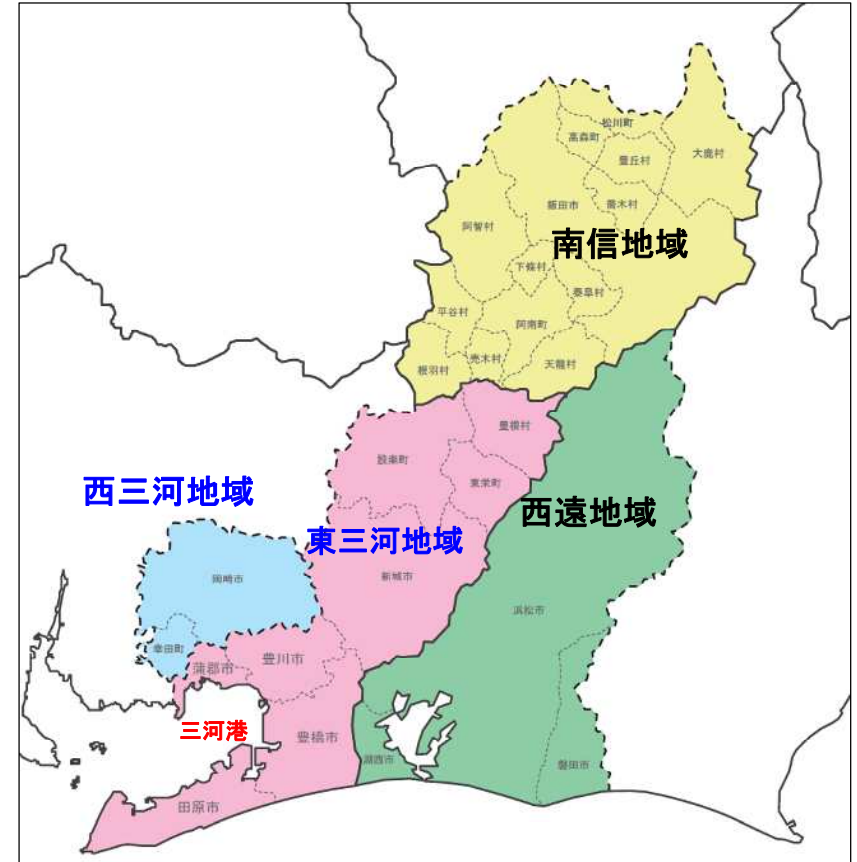 松川町
高森町
豊丘村
大鹿村
飯田市
喬木村
阿智村
南信地域
下條村
泰阜村
平谷村
阿南町
売木村
天龍村
根羽村
豊根村
設楽町
東栄町
西三河地域
西遠地域
東三河地域
岡崎市
新城市
浜松市
幸田町
蒲郡市
豊川市
三河港
豊橋市
湖西市
磐田市
田原市